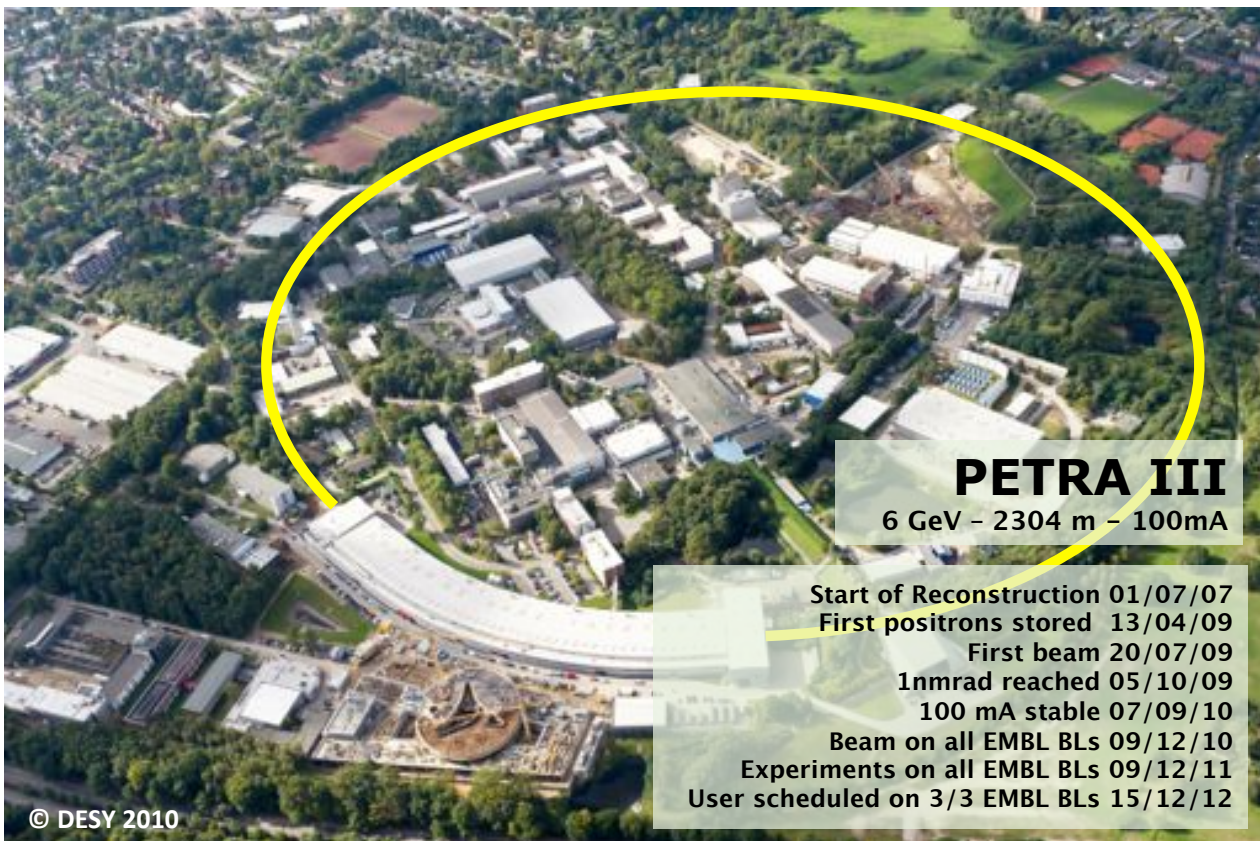 PETRA III
6 GeV – 2304 m – 100mA
Start of Reconstruction 01/07/07
First positrons stored 13/04/09
First beam 20/07/09
1nmrad reached 05/10/09
100 mA stable 07/09/10
Beam on all EMBL BLs 09/12/10
Experiments on all EMBL BLs 09/12/11
User scheduled on 3/3 EMBL BLs 15/12/12
© DESY 2010